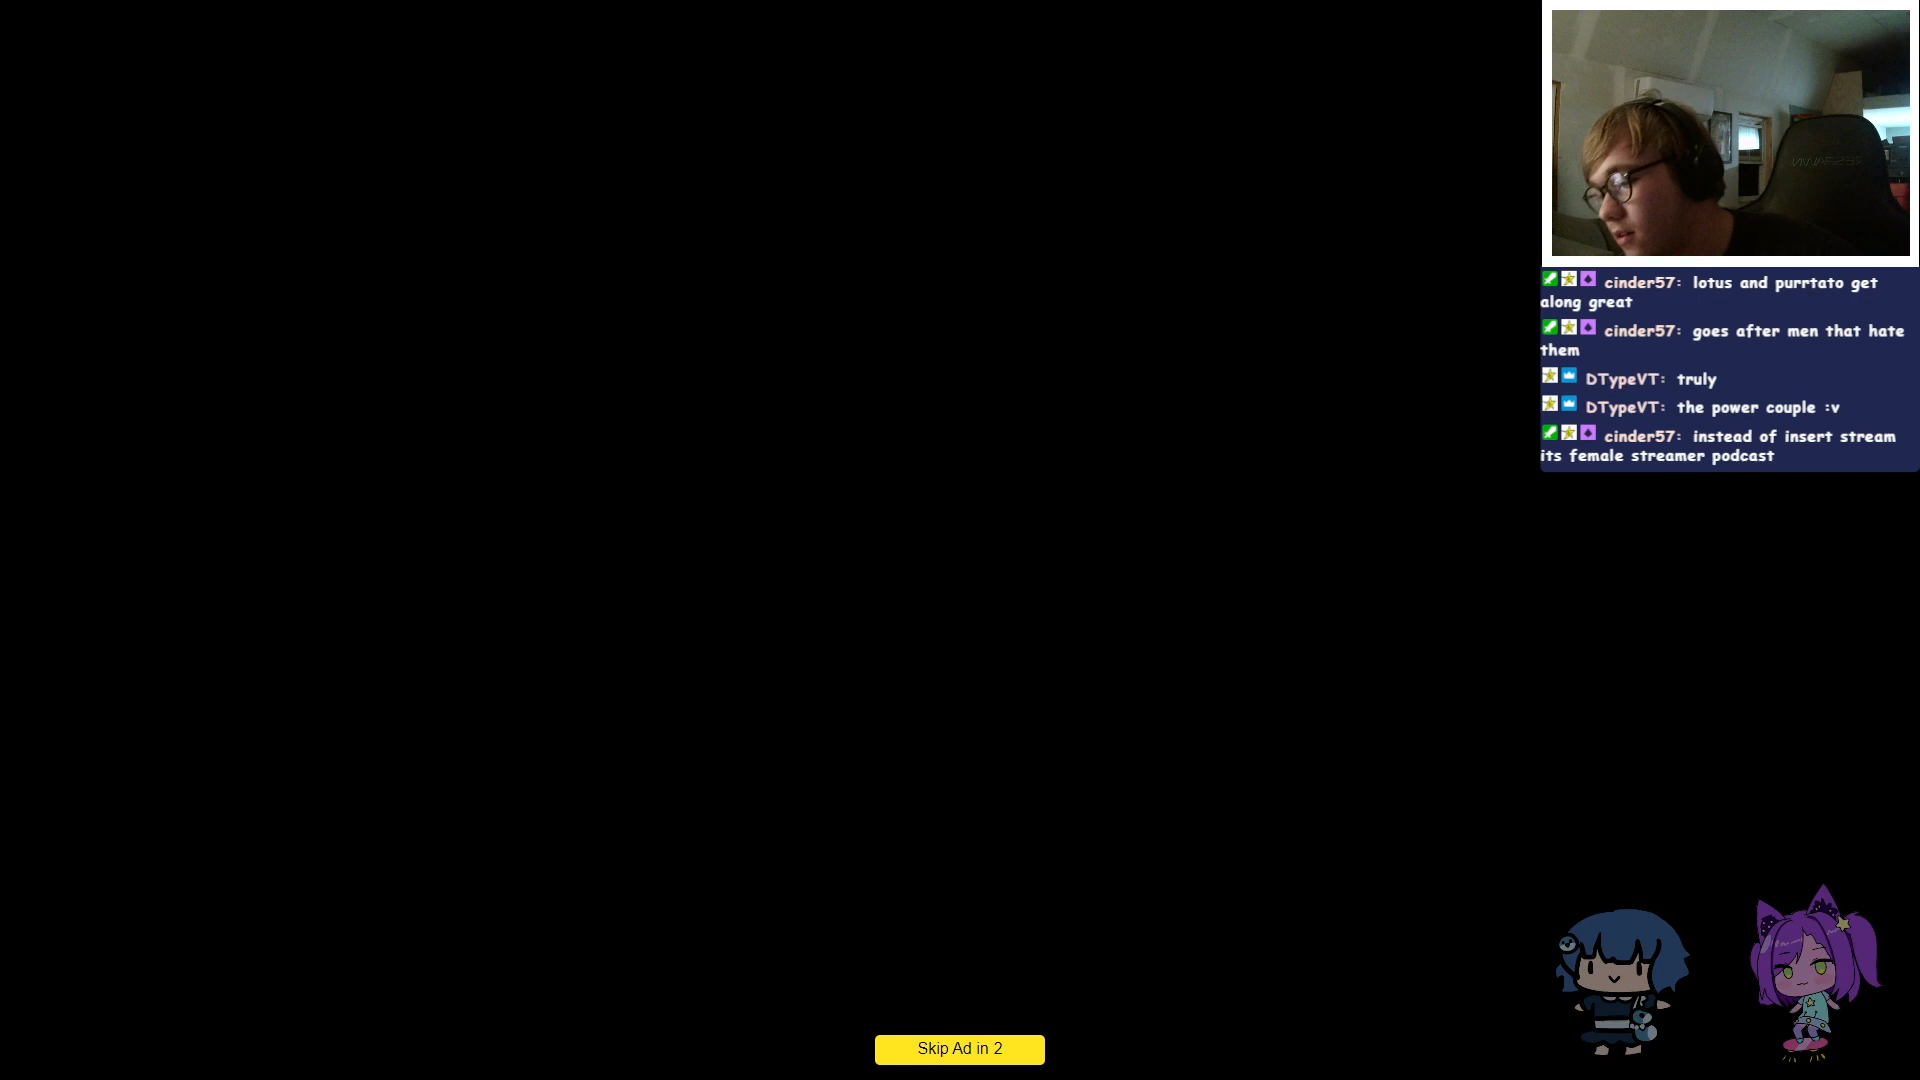 cinder57: lotus and purrtato get
along great
cinder57: goes after men that hate
them
DTypeVT: truly
DTypeVT: the power couple :v
cinder57: instead of insert stream
its female streamer podcast
Skip Ad in 2